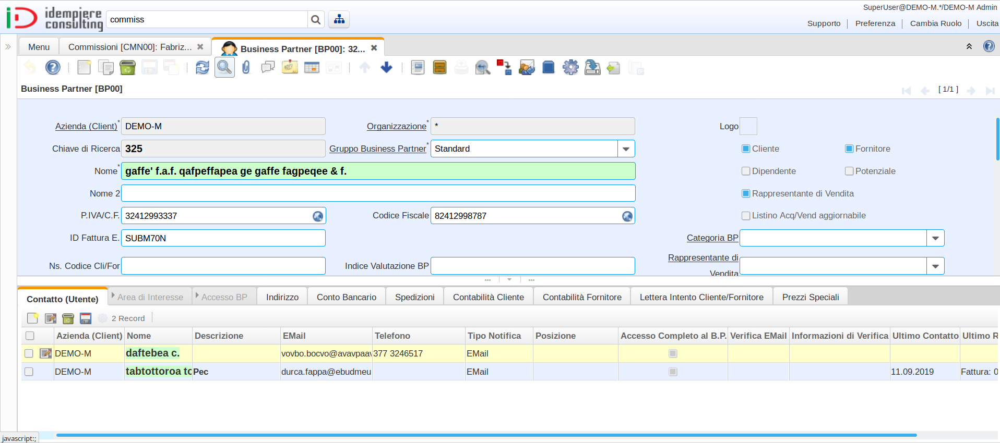 SuperUser@DEMO-M.*/DEMO-M Admin
idempiere
consulting
commiss
Supporto Preferenza Cambia Ruolo Uscita
Menu Commissioni [CMN00]: Fabriz... Business Partner [BP00]: 32...
Business Partner [BP00] [ 1/1 ]
Azienda (Client)* DEMO-M Organizzazione* * Logo
Chiave di Ricerca 325 Gruppo Business Partner* Standard Cliente Fornitore
Nome* gaffe' f.a.f. qafpeffapea ge gaffe fagpeqee & f. Dipendente Potenziale
Nome 2 Rappresentante di Vendita
P.IVA/C.F. 32412993337 Codice Fiscale 82412998787 Listino Acq/Vend aggiornabile
ID Fattura E. SUBM70N Categoria BP
Ns. Codice Cli/For Indice Valutazione BP Rappresentante di
Vendita
Contatto (Utente) Area di Interesse Accesso BP Indirizzo Conto Bancario Spedizioni Contabilità Cliente Contabilità Fornitore Lettera Intento Cliente/Fornitore Prezzi Speciali
2 Record
Azienda (Client) Nome Descrizione EMail Telefono Tipo Notifica Posizione Accesso Completo al B.P. Verifica EMail Informazioni di Verifica Ultimo Contatto Ultimo R
DEMO-M daftebea c. vovbo.bocvo@avavpaav 377 3246517 EMail
DEMO-M tabtottoroa to Pec durca.fappa@ebudmeu EMail 11.09.2019 Fattura: 0
javascript:;